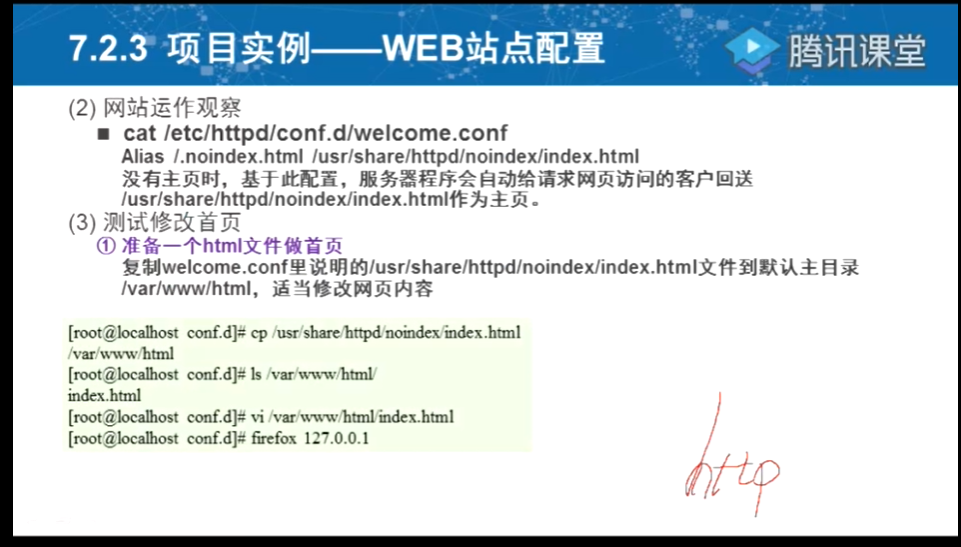 7.2.3 项目实例——WEB站点配置
腾讯课堂
(2) 网站运作观察
■ cat /etc/httpd/conf.d/welcome.conf
Alias /.noindex.html /usr/share/httpd/noindex/index.html
没有主页时，基于此配置，服务器程序会自动给请求网页访问的客户回送
/usr/share/httpd/noindex/index.html作为主页。
(3) 测试修改首页
① 准备一个html文件做首页
复制welcome.conf里说明的/usr/share/httpd/noindex/index.html文件到默认主目录
/var/www/html，适当修改网页内容
[root@localhost conf.d]# cp /usr/share/httpd/noindex/index.html
/var/www/html
[root@localhost conf.d]# ls /var/www/html/
index.html
[root@localhost conf.d]# vi /var/www/html/index.html
[root@localhost conf.d]# firefox 127.0.0.1
http